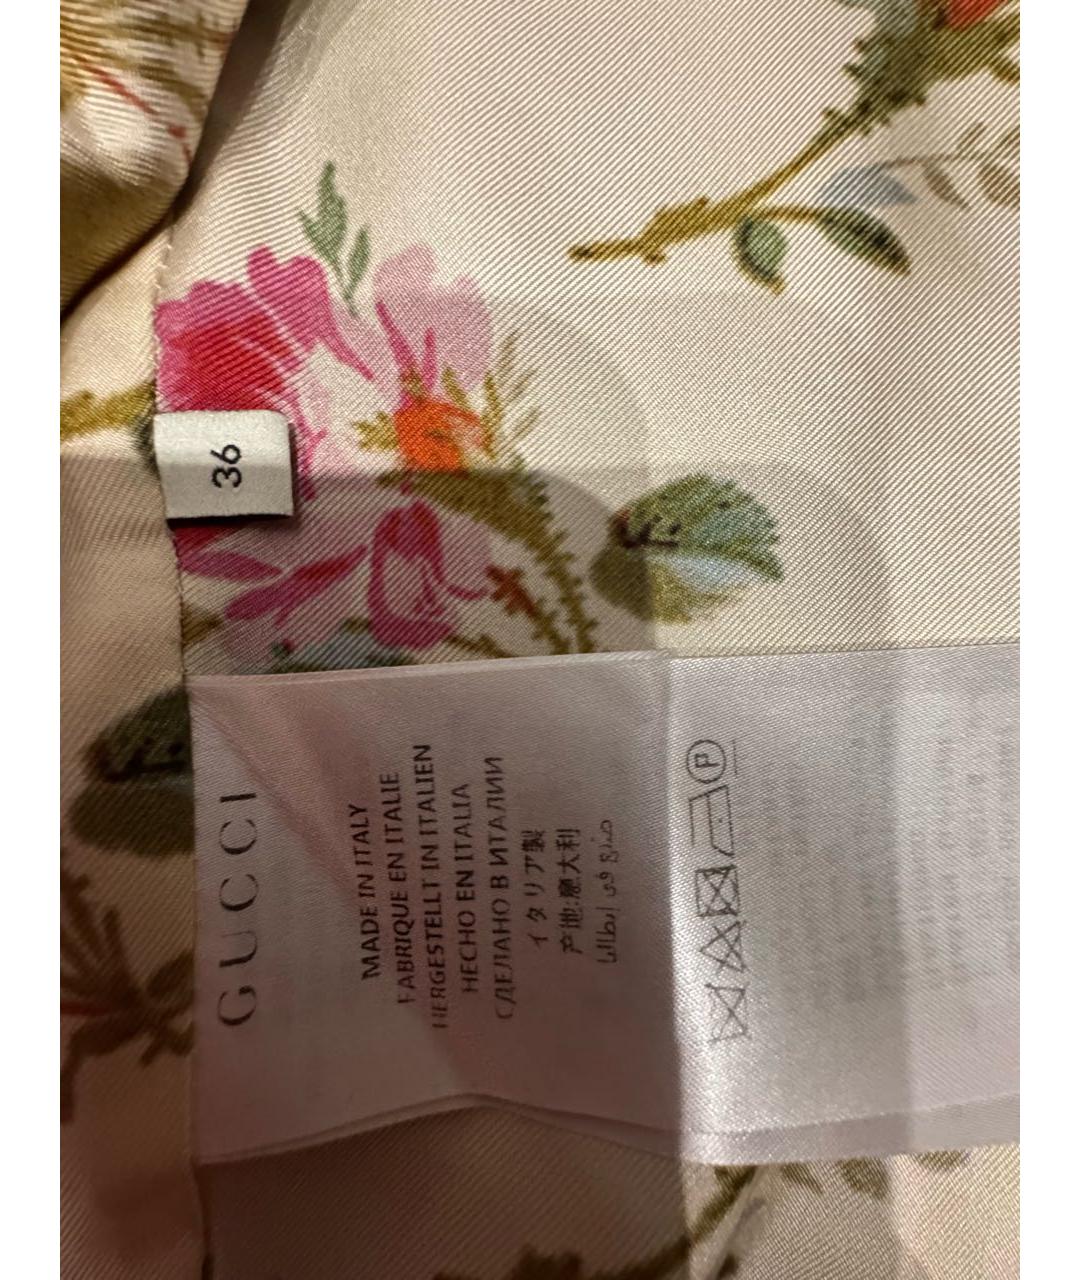 36
GUCCI
MADE IN ITALY
FABRIQUE EN ITALIE
HERGESTELLT IN ITALIEN
HECHO EN ITALIA
СДЕЛАНО В ИТАЛИИ
イタリア製
产地:意大利
صنع في إيطاليا
P